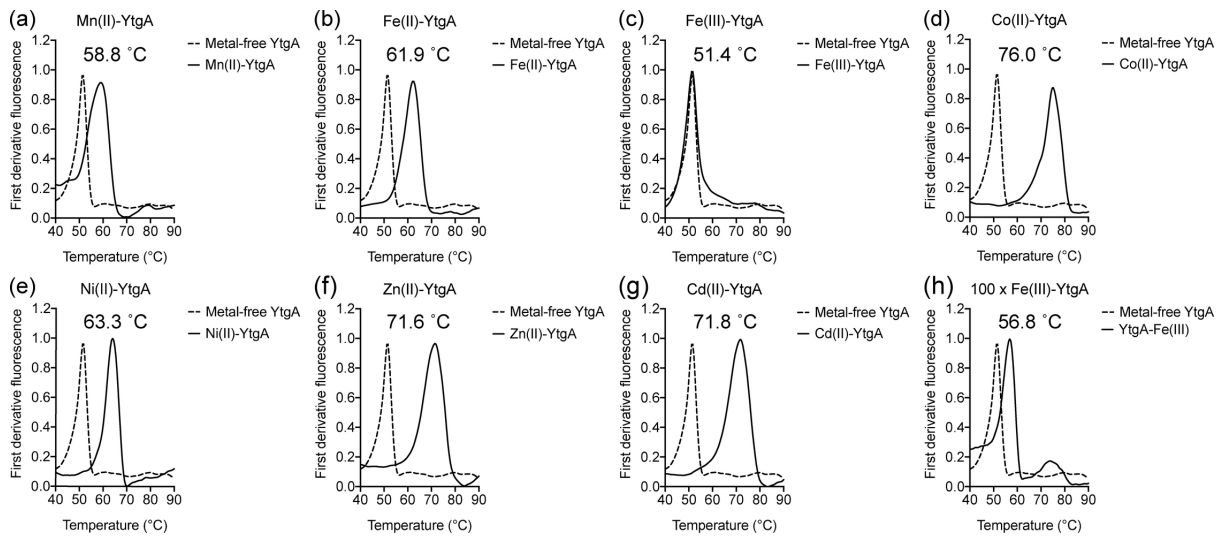 (a)
Mn(II)-YtgA
58.8 °C
Metal-free YtgA
Mn(II)-YtgA
First derivative fluorescence
1.2
1.0
0.8
0.6
0.4
0.2
0.0
40 50 60 70 80 90
Temperature (°C)
(b)
Fe(II)-YtgA
61.9 °C
Metal-free YtgA
Fe(II)-YtgA
First derivative fluorescence
1.2
1.0
0.8
0.6
0.4
0.2
0.0
40 50 60 70 80 90
Temperature (°C)
(c)
Fe(III)-YtgA
51.4 °C
Metal-free YtgA
Fe(III)-YtgA
First derivative fluorescence
1.2
1.0
0.8
0.6
0.4
0.2
0.0
40 50 60 70 80 90
Temperature (°C)
(d)
Co(II)-YtgA
76.0 °C
Metal-free YtgA
Co(II)-YtgA
First derivative fluorescence
1.2
1.0
0.8
0.6
0.4
0.2
0.0
40 50 60 70 80 90
Temperature (°C)
(e)
Ni(II)-YtgA
63.3 °C
Metal-free YtgA
Ni(II)-YtgA
First derivative fluorescence
1.2
1.0
0.8
0.6
0.4
0.2
0.0
40 50 60 70 80 90
Temperature (°C)
(f)
Zn(II)-YtgA
71.6 °C
Metal-free YtgA
Zn(II)-YtgA
First derivative fluorescence
1.2
1.0
0.8
0.6
0.4
0.2
0.0
40 50 60 70 80 90
Temperature (°C)
(g)
Cd(II)-YtgA
71.8 °C
Metal-free YtgA
Cd(II)-YtgA
First derivative fluorescence
1.2
1.0
0.8
0.6
0.4
0.2
0.0
40 50 60 70 80 90
Temperature (°C)
(h)
100 x Fe(III)-YtgA
56.8 °C
Metal-free YtgA
YtgA-Fe(III)
First derivative fluorescence
1.2
1.0
0.8
0.6
0.4
0.2
0.0
40 50 60 70 80 90
Temperature (°C)